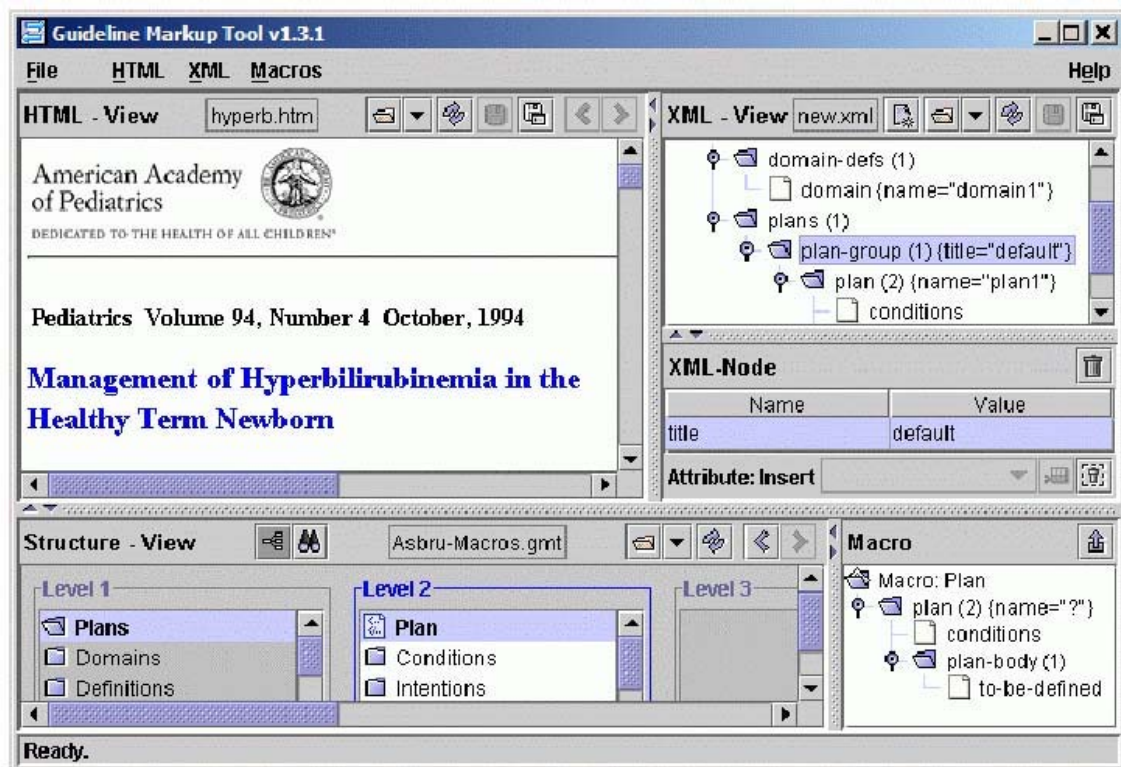 Guideline Markup Tool v1.3.1
File HTML XML Macros Help
HTML - View hyperb.htm
American Academy
of Pediatrics
DEDICATED TO THE HEALTH OF ALL CHILDREN®
Pediatrics Volume 94, Number 4 October, 1994
Management of Hyperbilirubinemia in the
Healthy Term Newborn
XML - View new.xml
domain-defs (1)
domain {name="domain1"}
plans (1)
plan-group (1) {title="default"}
plan (2) {name="plan1"}
conditions
XML-Node
Name Value
title default
Attribute: Insert
Structure - View Asbru-Macros.gmt
Level 1
Plans
Domains
Definitions
Level 2
Plan
Conditions
Intentions
Level 3
Macro
Macro: Plan
plan (2) {name="?"}
conditions
plan-body (1)
to-be-defined
Ready.